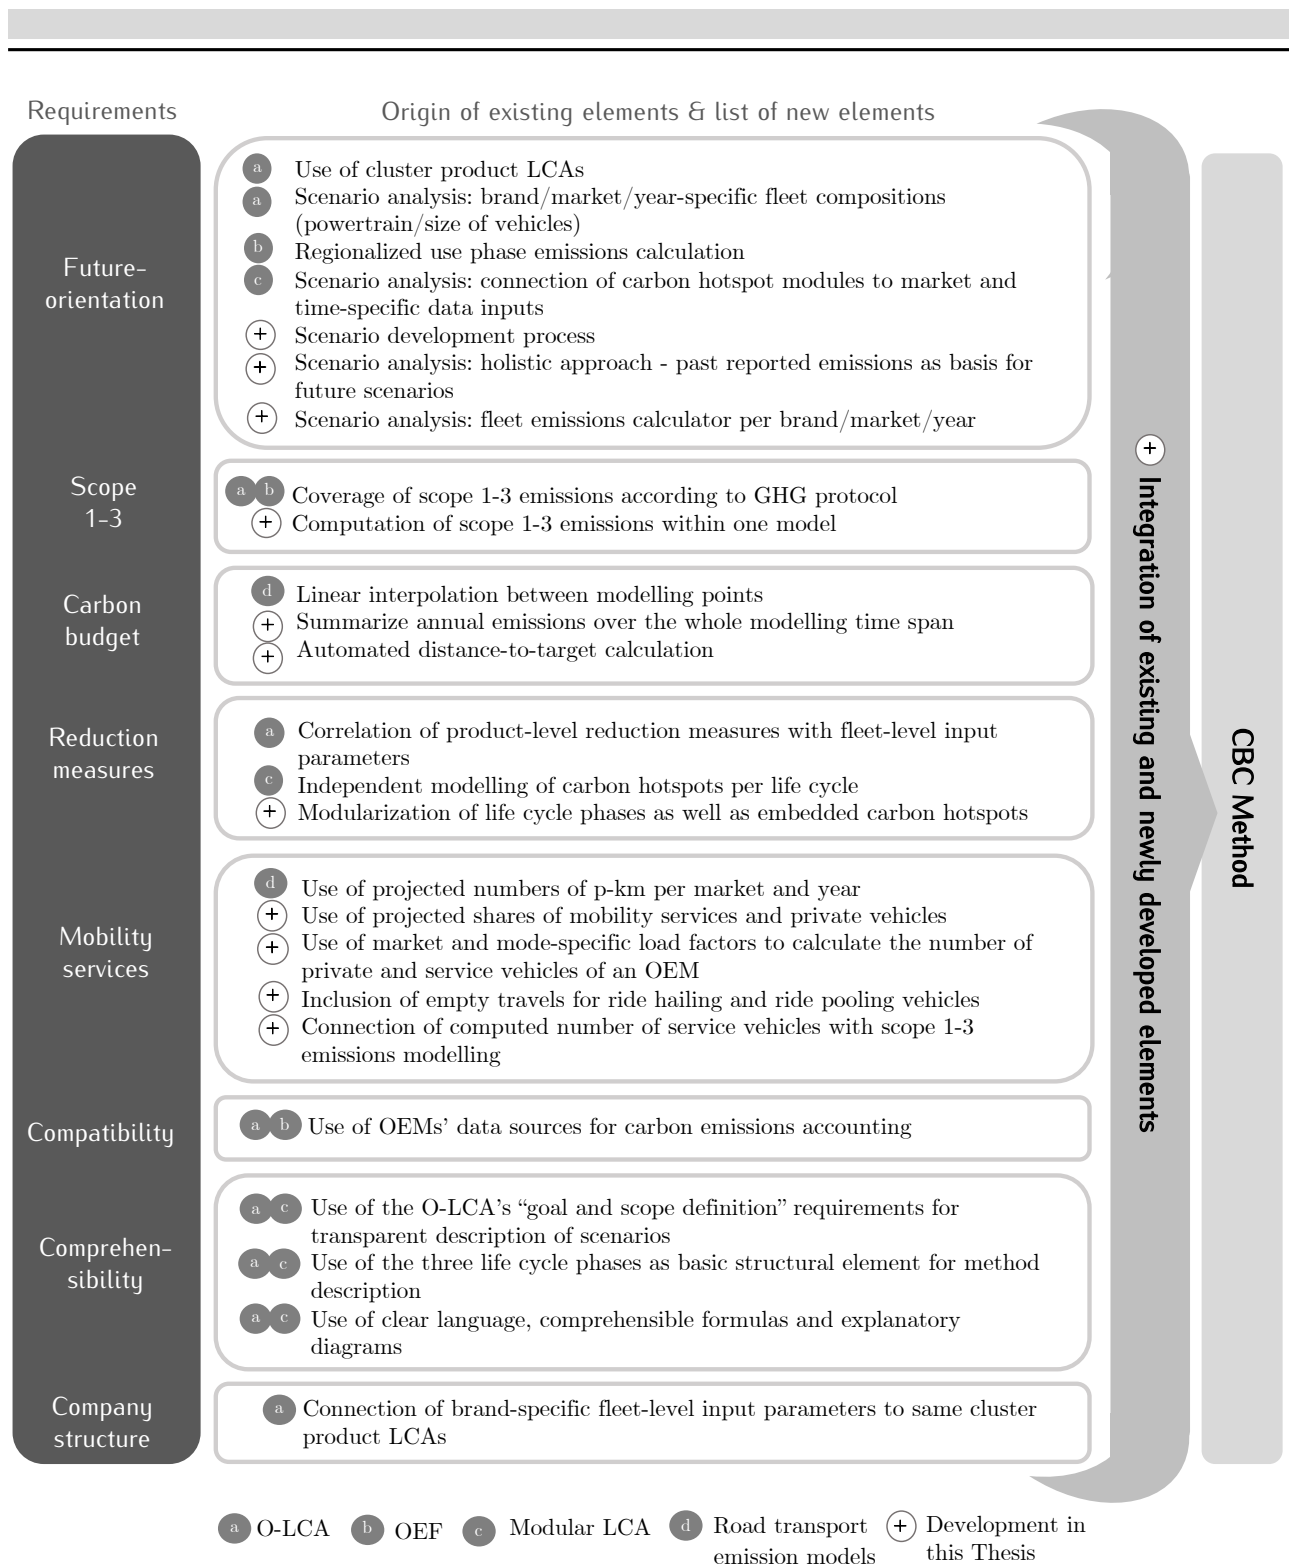 Requirements
Origin of existing elements & list of new elements
Future-
orientation
a Use of cluster product LCAs
a Scenario analysis: brand/market/year-specific fleet compositions
(powertrain/size of vehicles)
b Regionalized use phase emissions calculation
c Scenario analysis: connection of carbon hotspot modules to market and
time-specific data inputs
+ Scenario development process
+ Scenario analysis: holistic approach - past reported emissions as basis for
future scenarios
+ Scenario analysis: fleet emissions calculator per brand/market/year
Scope
1-3
a b Coverage of scope 1-3 emissions according to GHG protocol
+ Computation of scope 1-3 emissions within one model
Carbon
budget
d Linear interpolation between modelling points
+ Summarize annual emissions over the whole modelling time span
+ Automated distance-to-target calculation
Reduction
measures
a Correlation of product-level reduction measures with fleet-level input
parameters
c Independent modelling of carbon hotspots per life cycle
+ Modularization of life cycle phases as well as embedded carbon hotspots
Mobility
services
d Use of projected numbers of p-km per market and year
+ Use of projected shares of mobility services and private vehicles
+ Use of market and mode-specific load factors to calculate the number of
private and service vehicles of an OEM
+ Inclusion of empty travels for ride hailing and ride pooling vehicles
+ Connection of computed number of service vehicles with scope 1-3
emissions modelling
Compatibility
a b Use of OEMs’ data sources for carbon emissions accounting
Comprehen-
sibility
a c Use of the O-LCA’s “goal and scope definition” requirements for
transparent description of scenarios
a c Use of the three life cycle phases as basic structural element for method
description
a c Use of clear language, comprehensible formulas and explanatory
diagrams
Company
structure
a Connection of brand-specific fleet-level input parameters to same cluster
product LCAs
+ Integration of existing and newly developed elements
CBC Method
a O-LCA
b OEF
c Modular LCA
d Road transport
emission models
+ Development in
this Thesis